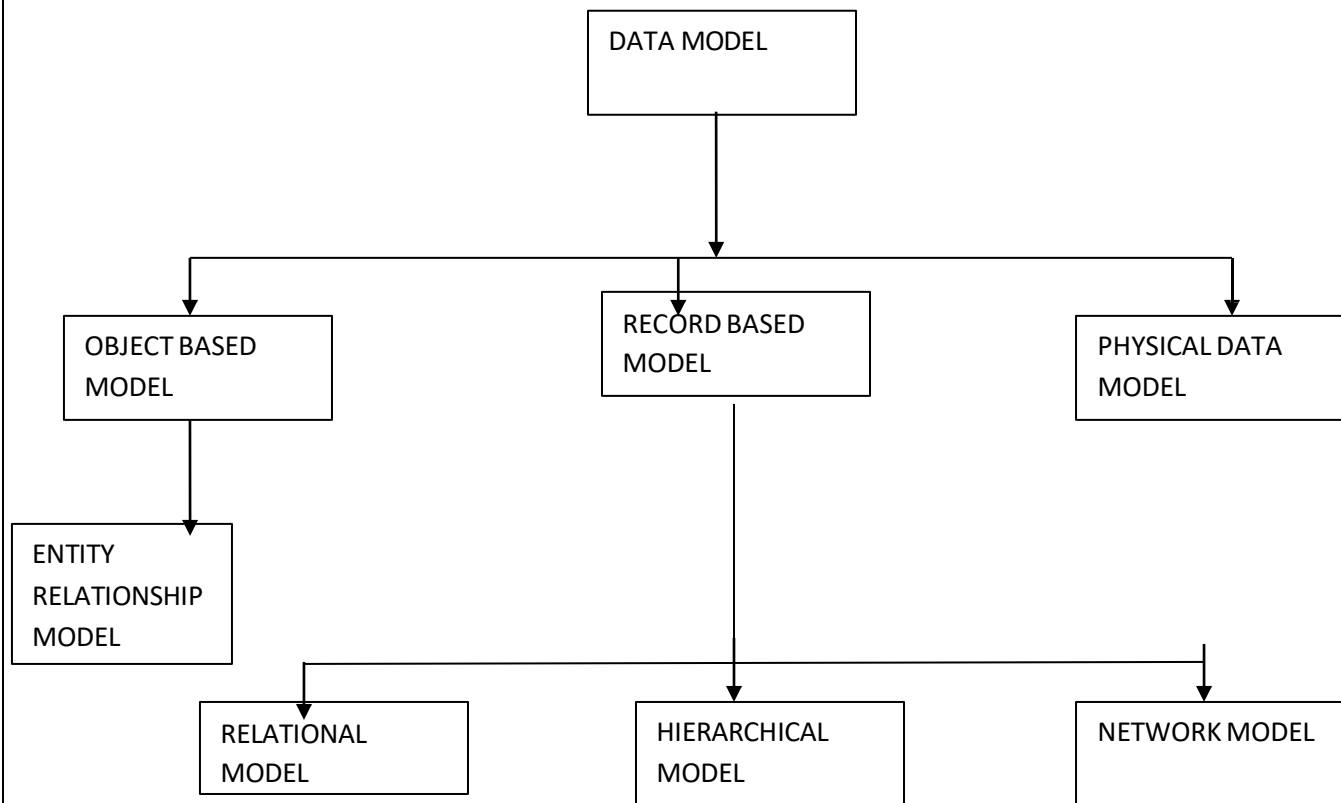 DATA MODEL
OBJECT BASED
MODEL
RECORD BASED
MODEL
PHYSICAL DATA
MODEL
ENTITY
RELATIONSHIP
MODEL
RELATIONAL
MODEL
HIERARCHICAL
MODEL
NETWORK MODEL